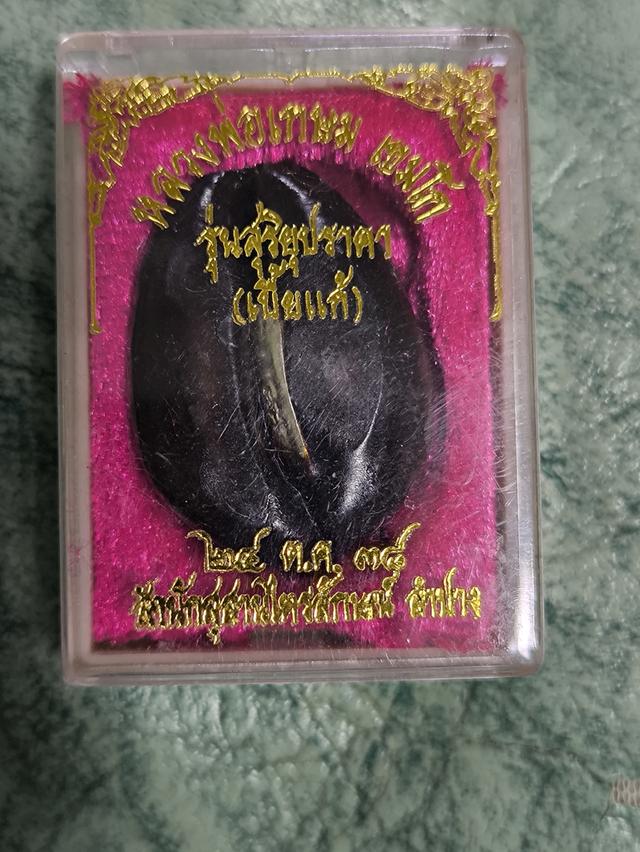 หลวงพ่อเกษม เขมโก
รุ่นสุริยุปราคา
(เบี้ยแก้)
๒๔ ต.ค. ๓๘
สำนักสุสานไตรลักษณ์ ลำปาง